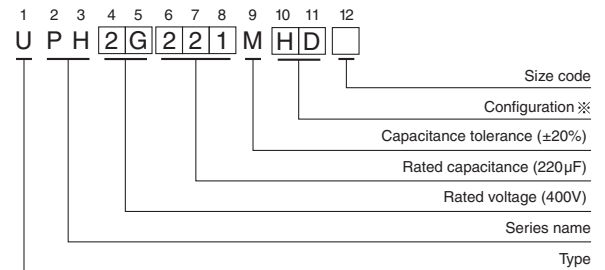 1 2 3 4 5 6 7 8 9 10 11 12
U P H 2 G 2 2 1 M H D
Size code
Configuration ※
Capacitance tolerance (±20%)
Rated capacitance (220µF)
Rated voltage (400V)
Series name
Type